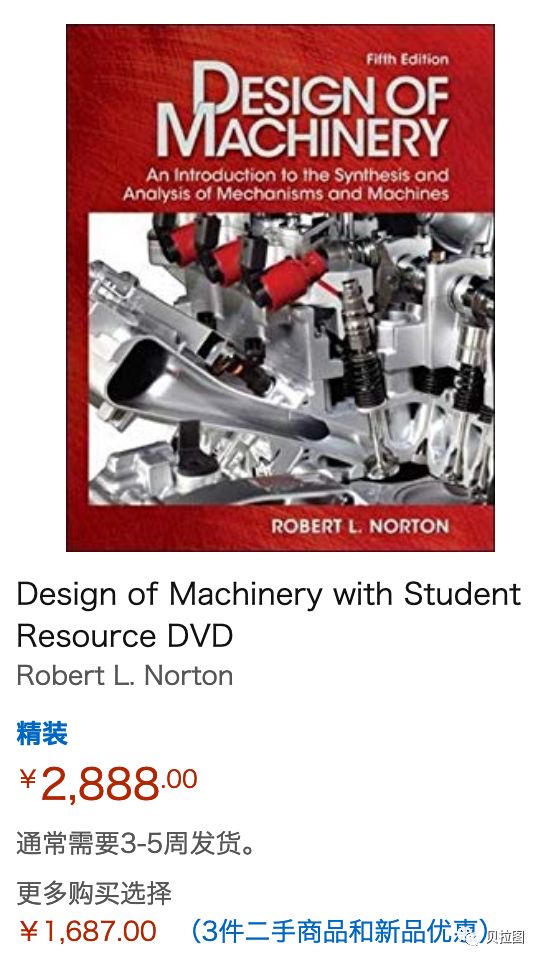 Fifth Edition
DESIGN OF
MACHINERY
An Introduction to the Synthesis and
Analysis of Mechanisms and Machines
ROBERT L. NORTON
Design of Machinery with Student
Resource DVD
Robert L. Norton
精装
￥2,888.00
通常需要3-5周发货。
更多购买选择
￥1,687.00 （3件二手商品和新品优惠）
贝拉图